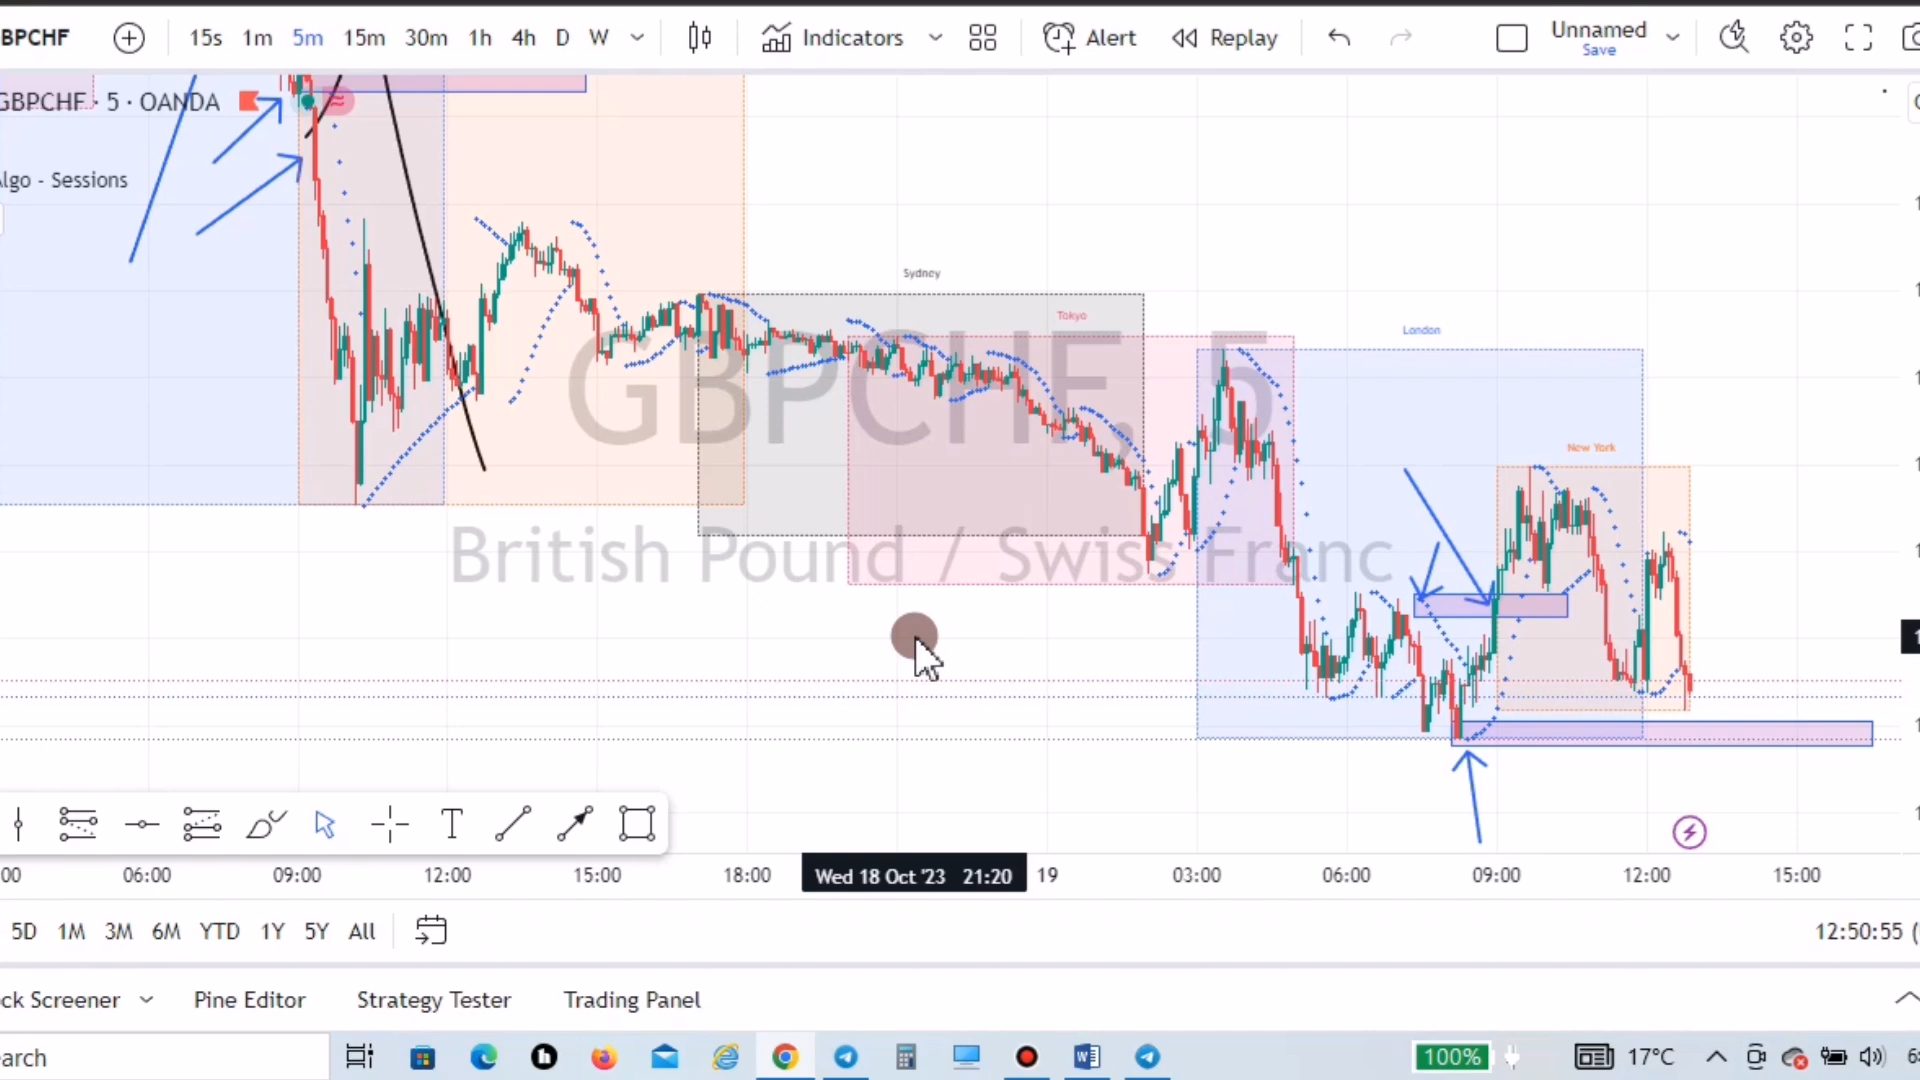 BPCHF 15s 1m 5m 15m 30m 1h 4h D W Indicators Alert Replay Unnamed
Save
GBPCHF · 5 · OANDA
Algo - Sessions
Sydney
Tokyo
London
New York
GBPCHF, 5
British Pound / Swiss Franc
T
00 06:00 09:00 12:00 15:00 18:00 Wed 18 Oct '23 21:20 19 03:00 06:00 09:00 12:00 15:00
5D 1M 3M 6M YTD 1Y 5Y All 12:50:55 (
ck Screener Pine Editor Strategy Tester Trading Panel
earch 100% 17°C